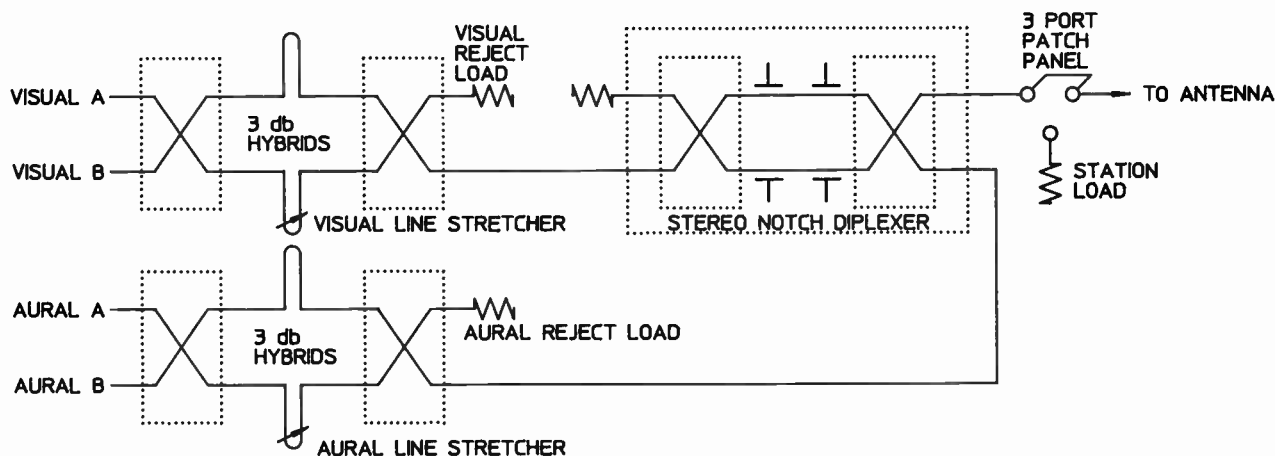 VISUAL A
VISUAL B
3 db
HYBRIDS
VISUAL
REJECT
LOAD
VISUAL LINE STRETCHER
STEREO NOTCH DIPLEXER
3 PORT
PATCH
PANEL
TO ANTENNA
STATION
LOAD
AURAL A
AURAL B
3 db
HYBRIDS
AURAL REJECT LOAD
AURAL LINE STRETCHER